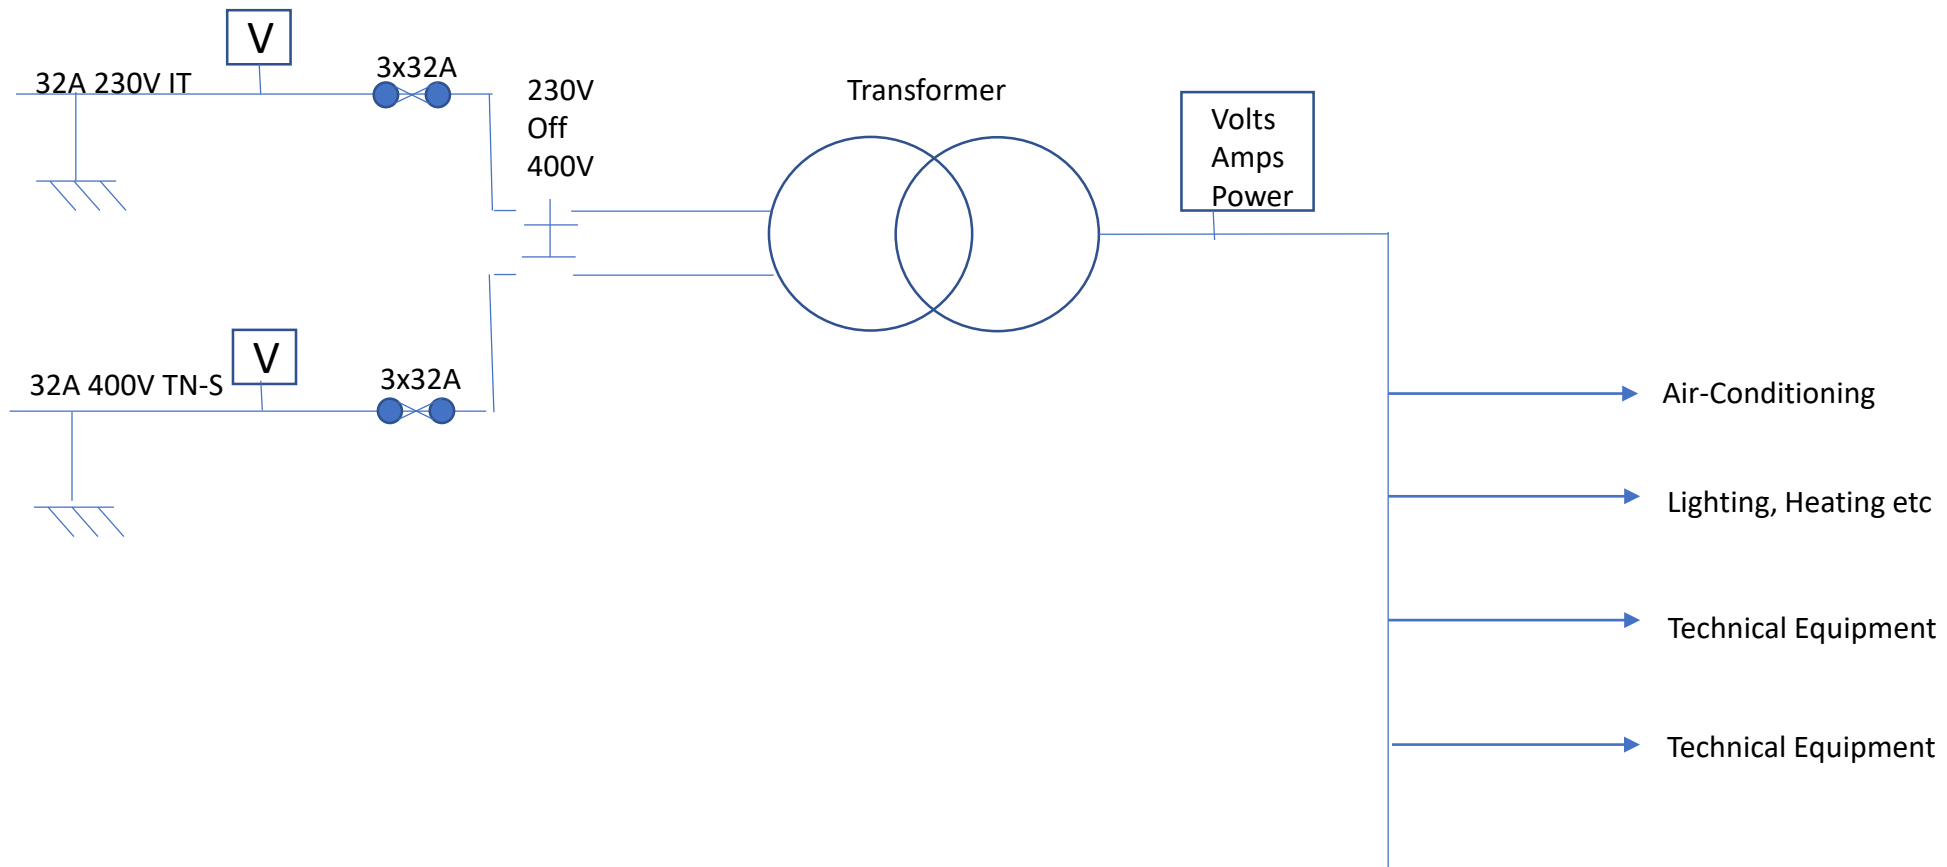 V
32A 230V IT
3x32A
230V
Off
400V
Transformer
Volts
Amps
Power
V
32A 400V TN-S
3x32A
Air-Conditioning
Lighting, Heating etc
Technical Equipment
Technical Equipment